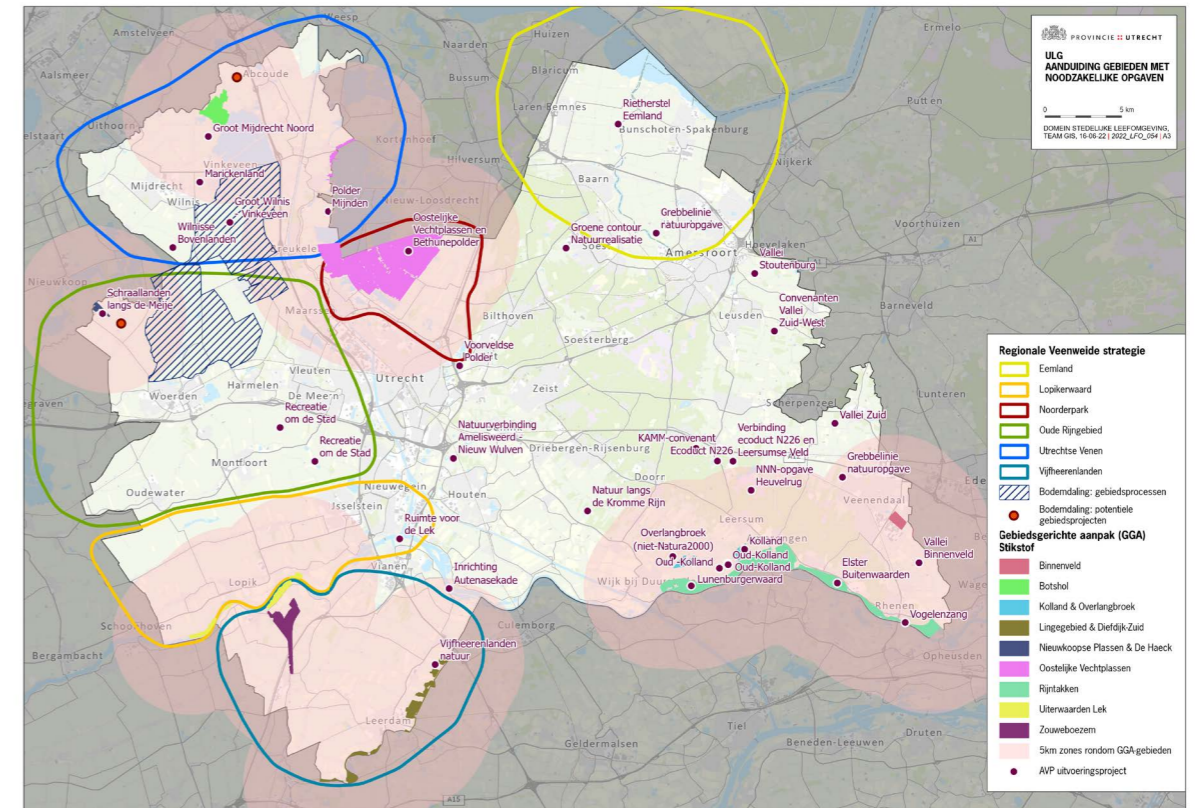 PROVINCIE UTRECHT
ULG
AANDUIDING GEBIEDEN MET
NOODZAKELIJKE OPGAVEN
0 5 km
DOMEIN STEDELIJKE LEEFOMGEVING,
TEAM GIS, 16-06-22 | 2022_LFO_054 | A3
Weesp
Amstelveen
Huizen
Ermelo
Naarden
Aalsmeer
Abcoude
Bussum
Blaricum
Laren
Eemnes
Rietherstel
Eemland
Bunschoten-Spakenburg
Putten
Uithoorn
Groot Mijdrecht Noord
Kortenhoef
Hilversum
Nijkerk
Vinkeveen
Marickenland
Mijdrecht
Wilnis
Groot Wilnis
Vinkeveen
Polder
Mijnden
Nieuw-Loosdrecht
Baarn
Wilnisse
Bovenlanden
Breukelen
Oostelijke
Vechtplassen en
Bethunepolder
Groene contour
Natuurrealisatie
Soest
Grebbelinie
natuuropgave
Amersfoort
Hoevelaken
Voorthuizen
A1
Vallei
Stoutenburg
Nieuwkoop
Schraallanden
langs de Meije
Maarssen
Bilthoven
Leusden
Convenanten
Vallei
Zuid-West
Barneveld
Soesterberg
Voorveldse
Polder
Utrecht
Vleuten
De Meern
Harmelen
Woerden
Zeist
Scherpenzeel
Lunteren
Recreatie
om de Stad
Recreatie
om de Stad
Montfoort
Natuurverbinding
Amelisweerd -
Nieuw Wulven
Driebergen-Rijsenburg
KAMM-convenant
Ecoduct N226
Verbinding
ecoduct N226 en
Leersumse Veld
Vallei Zuid
Grebbelinie
natuuropgave
NNN-opgave
Heuvelrug
Doorn
Veenendaal
Oudewater
Nieuwegein
IJsselstein
Houten
Natuur langs
de Kromme Rijn
Leersum
Ruimte voor
de Lek
Vianen
Overlangbroek
(niet-Natura2000)
Kolland
Oud-Kolland
Oud-Kolland
Lunenburgerwaard
Elster
Buitenwaarden
Vallei
Binnenveld
Inrichting
Autenasekade
Lopik
Rhenen
Vogelenzang
Schoonhoven
Culemborg
Bergambacht
Vijfheerenlanden
natuur
Opheusden
Leerdam
Geldermalsen
Tiel
Beneden-Leeuwen
Druten
A15
Regionale Veenweide strategie
Eemland
Lopikerwaard
Noorderpark
Oude Rijngebied
Utrechtse Venen
Vijfheerenlanden
Bodemdaling: gebiedsprocessen
Bodemdaling: potentiele
gebiedsprojecten
Gebiedsgerichte aanpak (GGA)
Stikstof
Binnenveld
Botshol
Kolland & Overlangbroek
Lingegebied & Diefdijk-Zuid
Nieuwkoopse Plassen & De Haeck
Oostelijke Vechtplassen
Rijntakken
Uiterwaarden Lek
Zouweboezem
5km zones rondom GGA-gebieden
AVP uitvoeringsproject